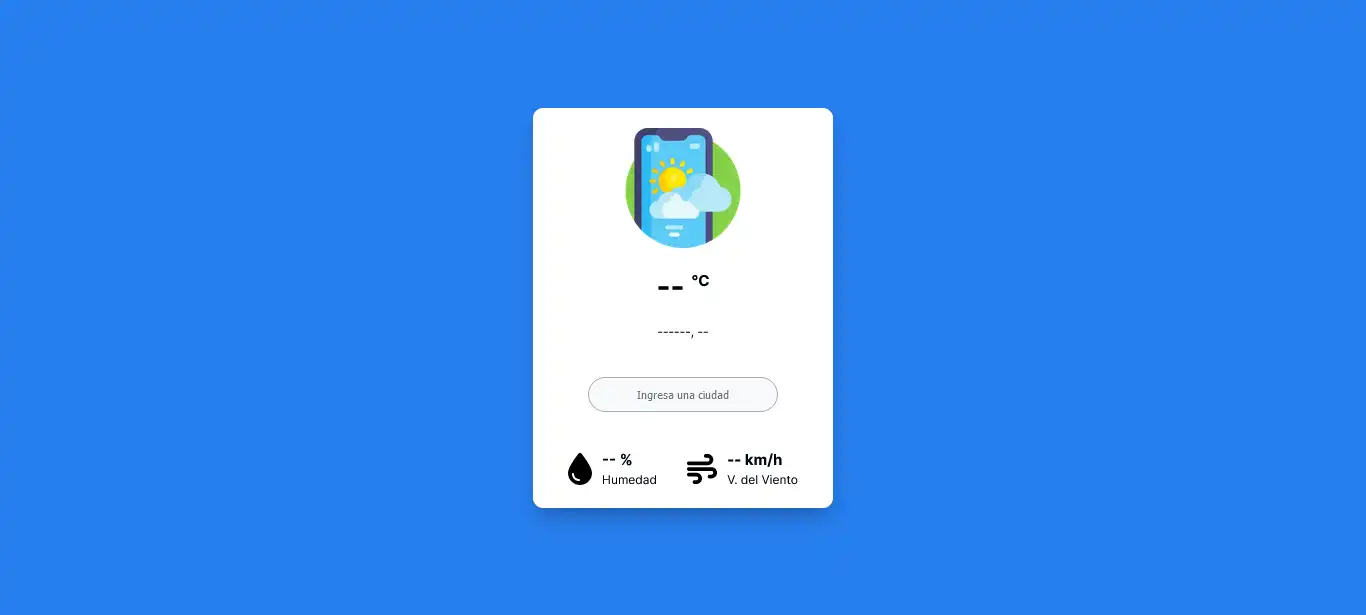 -- °C
------, --
Ingresa una ciudad
-- %
Humedad
-- km/h
V. del Viento